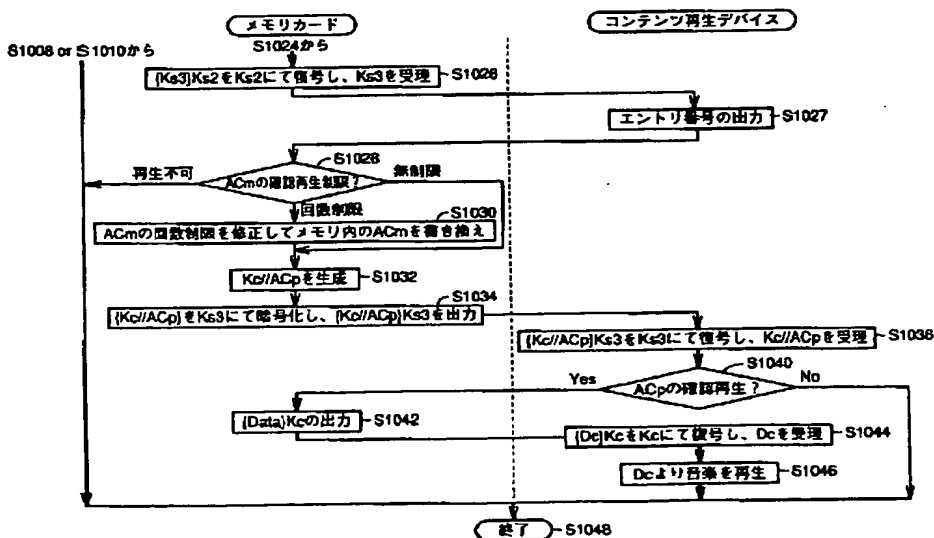 メモリカード
コンテンツ再生デバイス
S1008 or S1010から
S1024から
{Ks3}Ks2をKs2にて復号し、Ks3を受理
S1026
エントリ番号の出力
S1027
S1028
再生不可
ACmの確認再生制限?
無制限
回数制限
S1030
ACmの回数制限を修正してメモリ内のACmを書き換え
Kc//ACpを生成
S1032
S1034
{Kc//ACp}をKs3にて暗号化し、{Kc//ACp}Ks3を出力
{Kc//ACp}Ks3をKs3にて復号し、Kc//ACpを受理
S1036
S1040
Yes
ACpの確認再生?
No
{Data}Kcの出力
S1042
{Dc}KcをKcにて復号し、Dcを受理
S1044
Dcより音楽を再生
S1046
終了
S1048